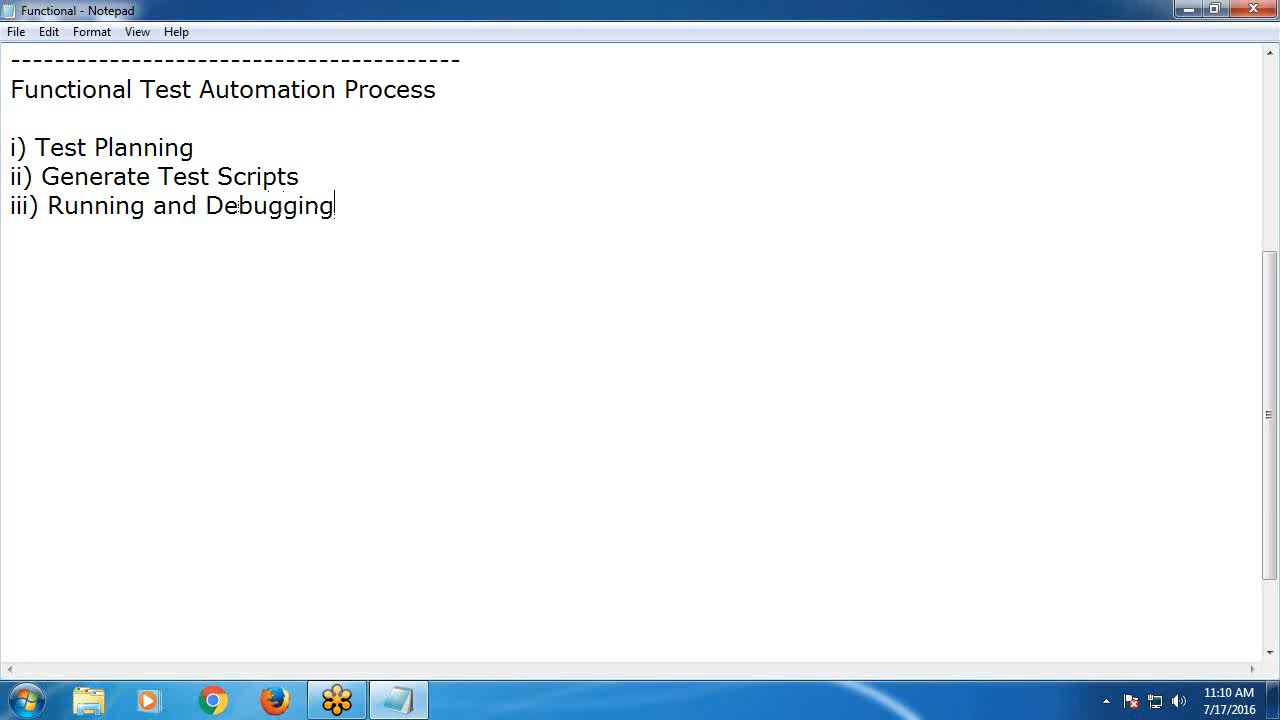 Functional - Notepad
File Edit Format View Help
-----------------------------------------
Functional Test Automation Process
i) Test Planning
ii) Generate Test Scripts
iii) Running and Debugging
11:10 AM
7/17/2016